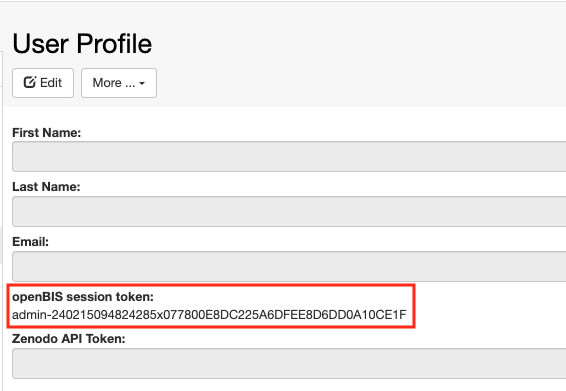 User Profile
Edit More ...
First Name:
Last Name:
Email:
openBIS session token:
admin-240215094824285x077800E8DC225A6DFEE8D6DD0A10CE1F
Zenodo API Token: